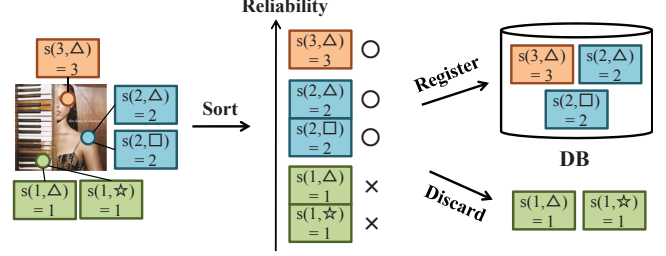 Reliability
s(3,△)
= 3
s(2,△)
= 2
s(2,□)
= 2
s(1,△)
= 1
s(1,☆)
= 1
Sort
s(3,△)
= 3
○
s(2,△)
= 2
○
s(2,□)
= 2
○
s(1,△)
= 1
×
s(1,☆)
= 1
×
Register
Discard
s(3,△)
= 3
s(2,△)
= 2
s(2,□)
= 2
DB
s(1,△)
= 1
s(1,☆)
= 1